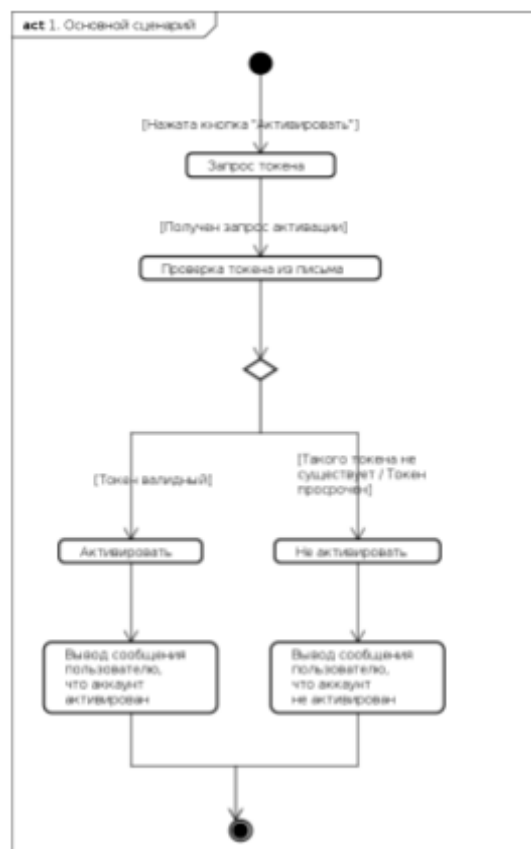 act 1. Основной сценарий
[Нажата кнопка "Активировать"]
Запрос токена
[Получен запрос активации]
Проверка токена из письма
[Токен валидный]
[Такого токена не
существует / Токен
просрочен]
Активировать
Не активировать
Вывод сообщения
пользователю,
что аккаунт
активирован
Вывод сообщения
пользователю,
что аккаунт
не активирован